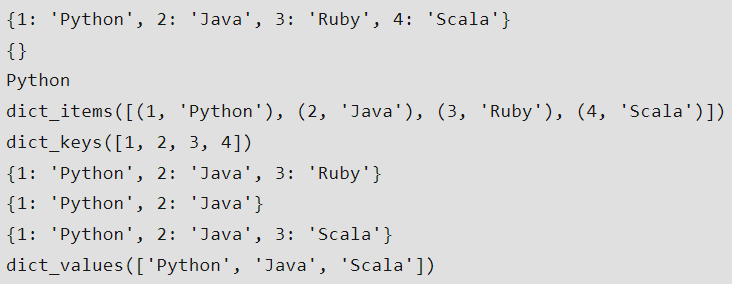 {1: 'Python', 2: 'Java', 3: 'Ruby', 4: 'Scala'}
{}
Python
dict_items([(1, 'Python'), (2, 'Java'), (3, 'Ruby'), (4, 'Scala')])
dict_keys([1, 2, 3, 4])
{1: 'Python', 2: 'Java', 3: 'Ruby'}
{1: 'Python', 2: 'Java'}
{1: 'Python', 2: 'Java', 3: 'Scala'}
dict_values(['Python', 'Java', 'Scala'])